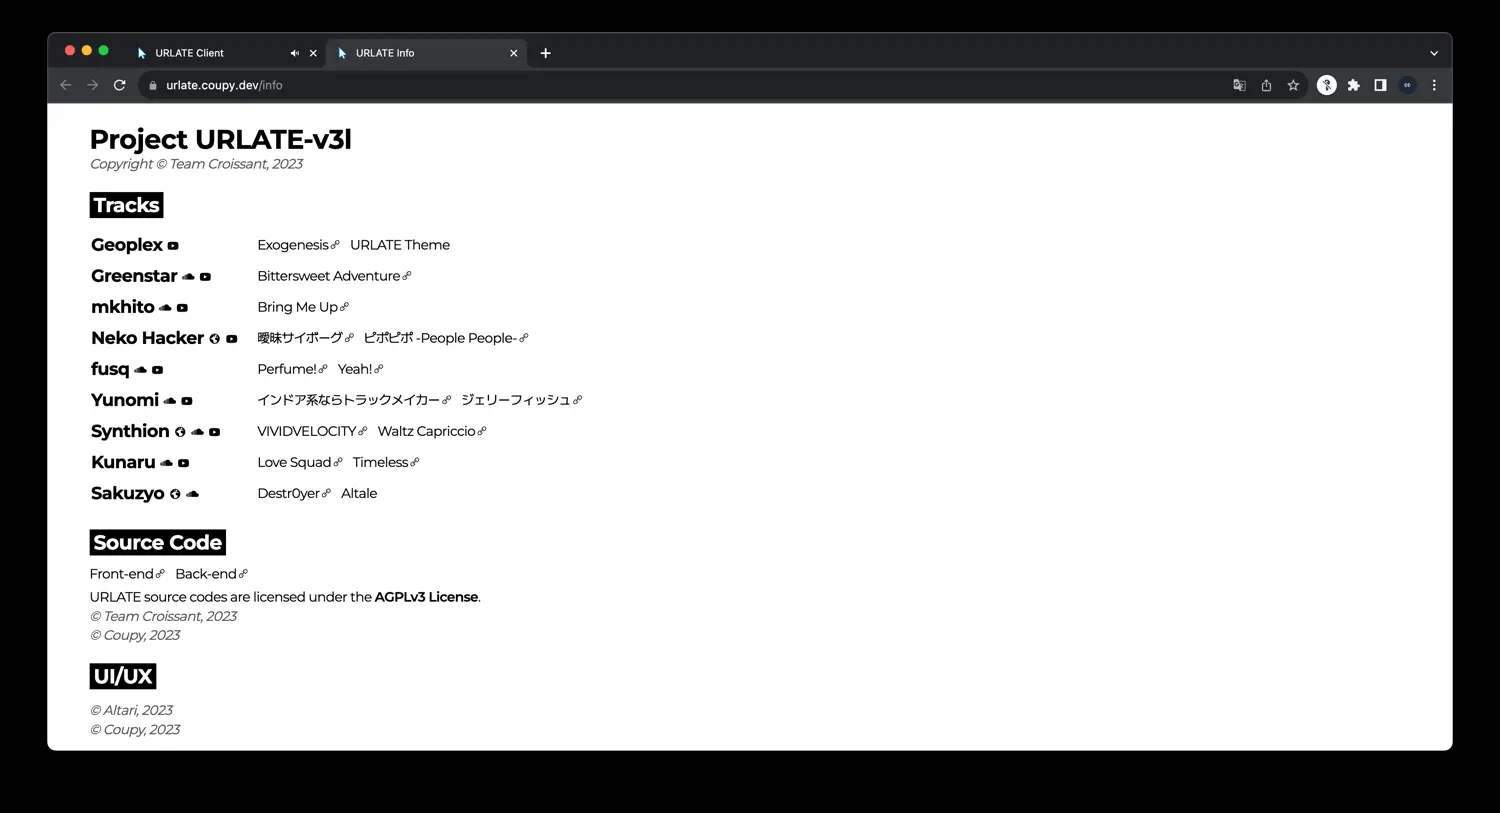 URLATE Client
URLATE Info
urlate.coupy.dev/info
Project URLATE-v3l
Copyright © Team Croissant, 2023
Tracks
Geoplex Exogenesis URLATE Theme
Greenstar Bittersweet Adventure
mkhito Bring Me Up
Neko Hacker 曖昧サイボーグ ピポピポ -People People-
fusq Perfume! Yeah!
Yunomi インドア系ならトラックメイカー ジェリーフィッシュ
Synthion VIVIDVELOCITY Waltz Capriccio
Kunaru Love Squad Timeless
Sakuzyo Destr0yer Altale
Source Code
Front-end Back-end
URLATE source codes are licensed under the AGPLv3 License.
© Team Croissant, 2023
© Coupy, 2023
UI/UX
© Altari, 2023
© Coupy, 2023